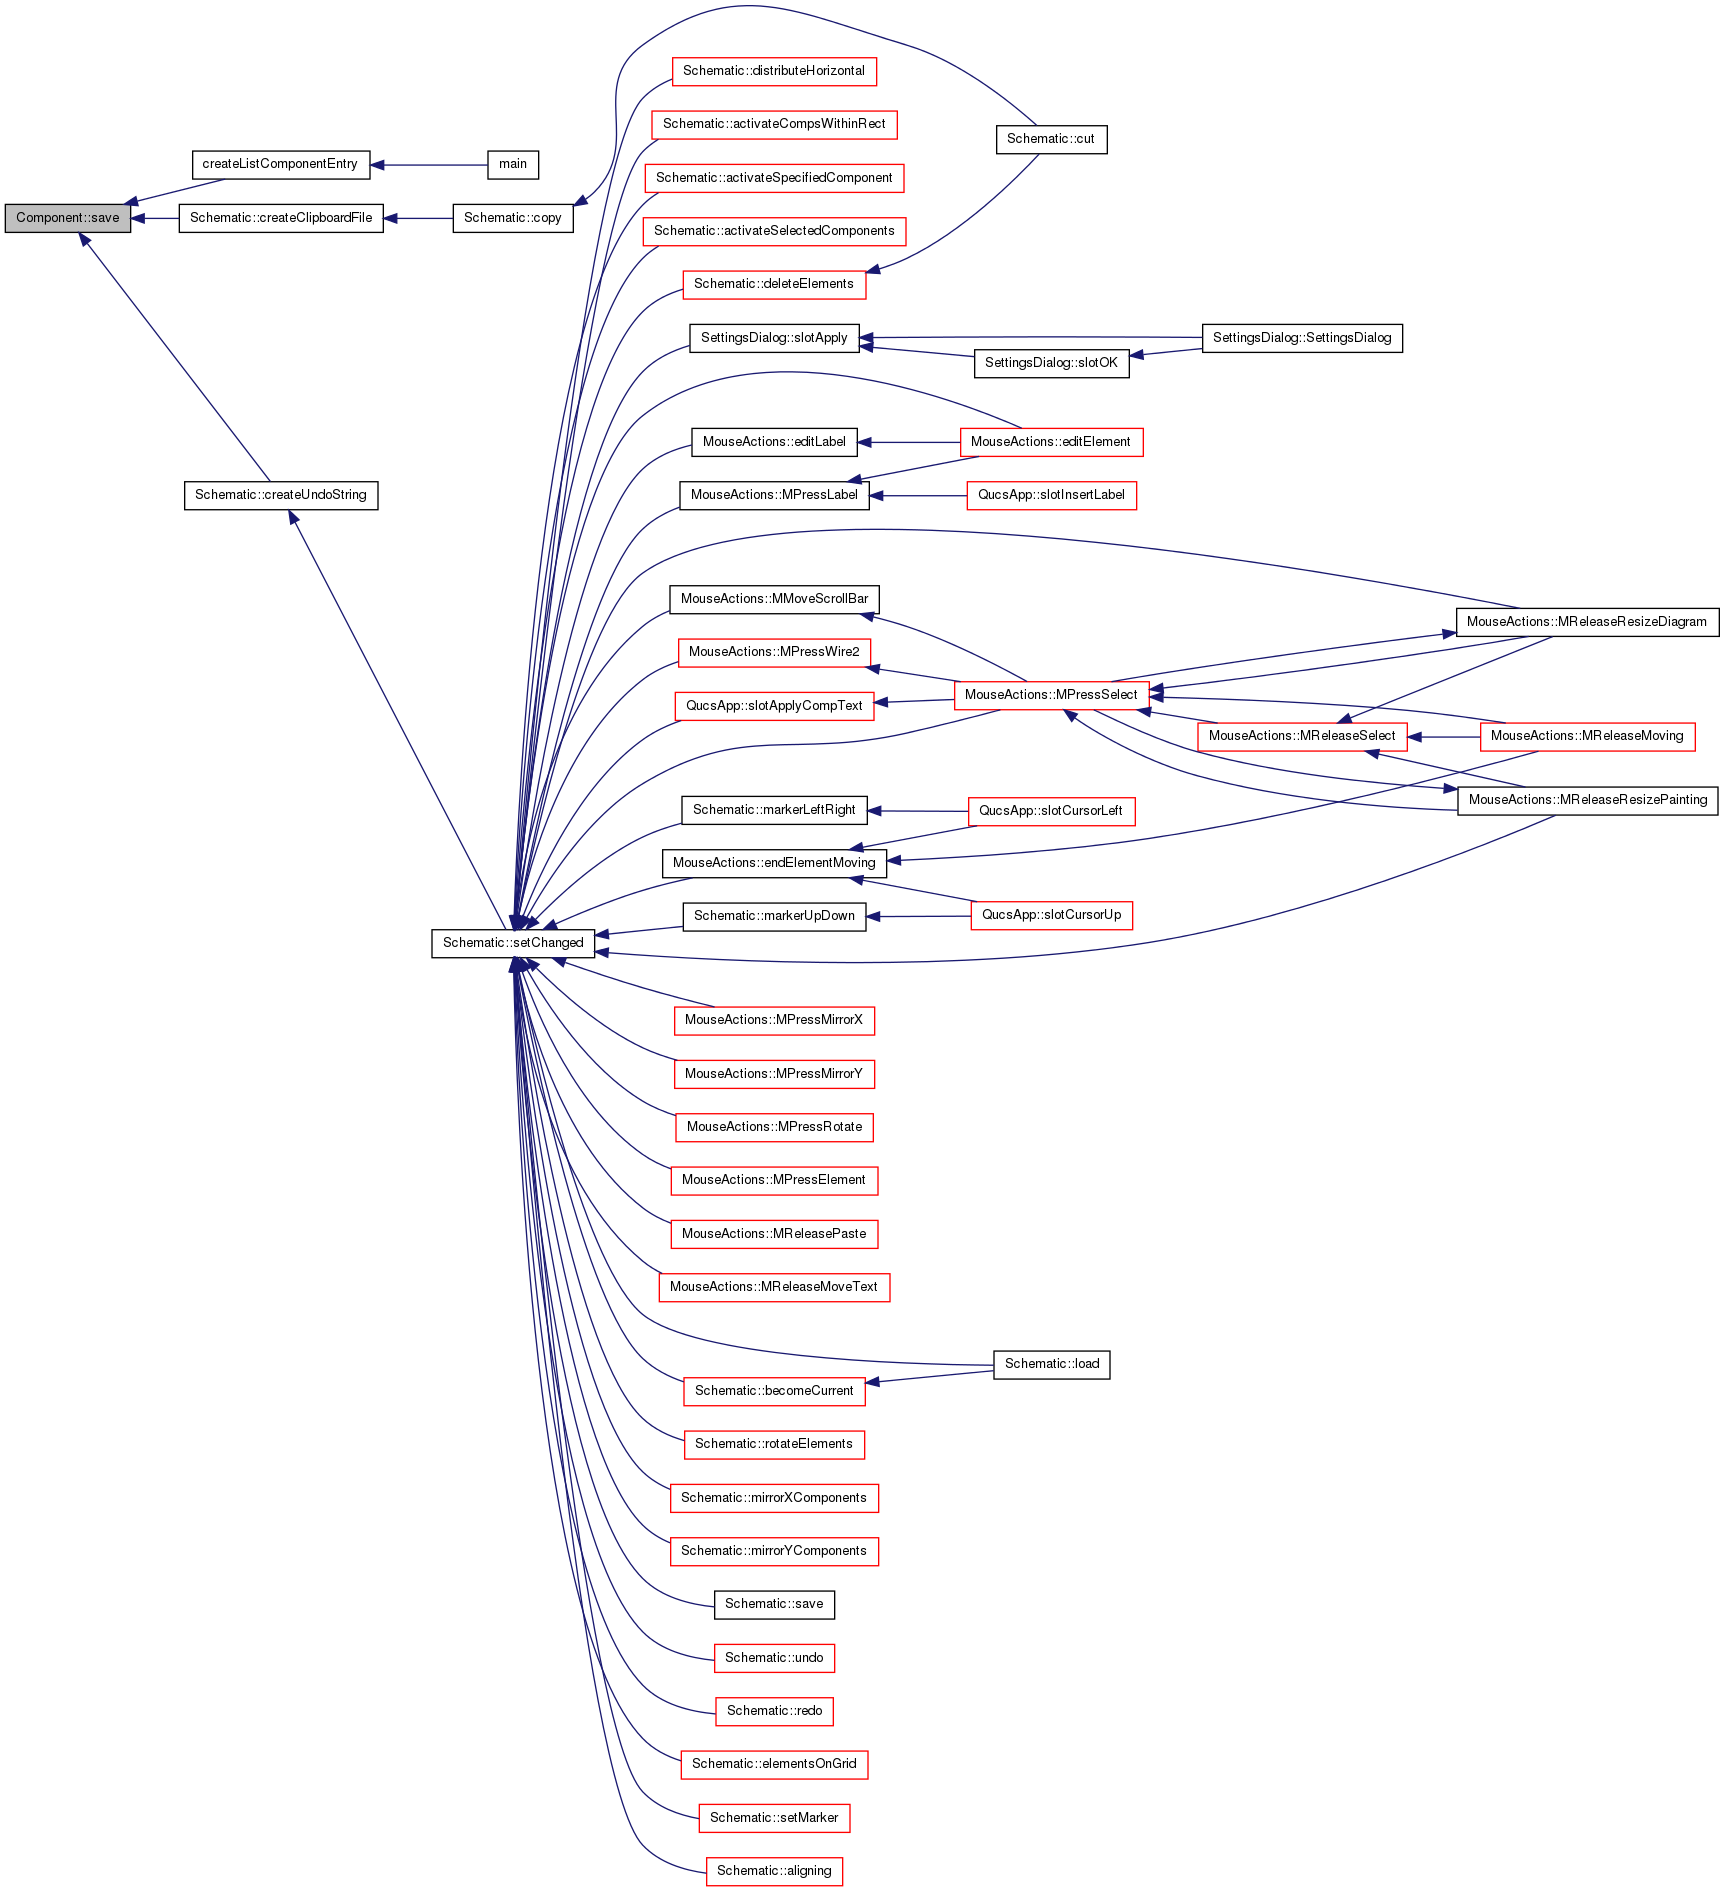 Schematic::distributeHorizontal
Schematic::activateCompsWithinRect
Schematic::cut
createListComponentEntry
main
Schematic::activateSpecifiedComponent
Component::save
Schematic::createClipboardFile
Schematic::copy
Schematic::activateSelectedComponents
Schematic::deleteElements
SettingsDialog::slotApply
SettingsDialog::SettingsDialog
SettingsDialog::slotOK
MouseActions::editLabel
MouseActions::editElement
Schematic::createUndoString
MouseActions::MPressLabel
QucsApp::slotInsertLabel
MouseActions::MMoveScrollBar
MouseActions::MReleaseResizeDiagram
MouseActions::MPressWire2
MouseActions::MPressSelect
QucsApp::slotApplyCompText
MouseActions::MReleaseSelect
MouseActions::MReleaseMoving
MouseActions::MReleaseResizePainting
Schematic::markerLeftRight
QucsApp::slotCursorLeft
MouseActions::endElementMoving
Schematic::markerUpDown
QucsApp::slotCursorUp
Schematic::setChanged
MouseActions::MPressMirrorX
MouseActions::MPressMirrorY
MouseActions::MPressRotate
MouseActions::MPressElement
MouseActions::MReleasePaste
MouseActions::MReleaseMoveText
Schematic::load
Schematic::becomeCurrent
Schematic::rotateElements
Schematic::mirrorXComponents
Schematic::mirrorYComponents
Schematic::save
Schematic::undo
Schematic::redo
Schematic::elementsOnGrid
Schematic::setMarker
Schematic::aligning